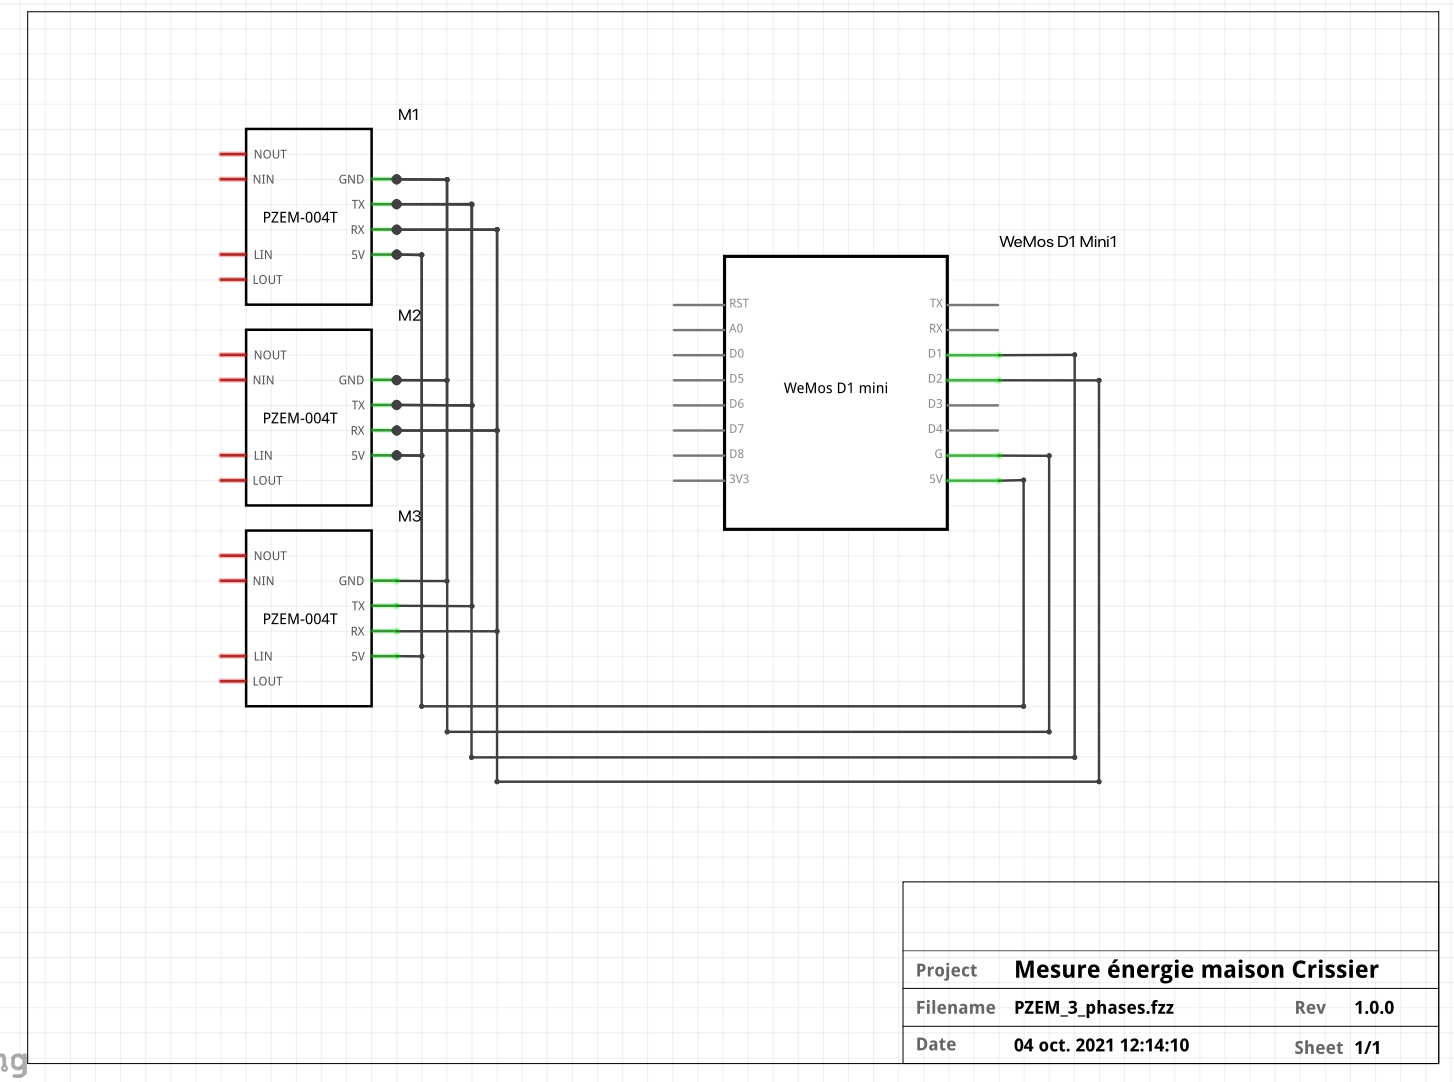 M1
NOUT
NIN
GND
TX
PZEM-004T
RX
LIN
5V
LOUT
M2
NOUT
NIN
GND
TX
PZEM-004T
RX
LIN
5V
LOUT
M3
NOUT
NIN
GND
TX
PZEM-004T
RX
LIN
5V
LOUT
WeMos D1 Mini1
RST
TX
A0
RX
D0
D1
D5
D2
WeMos D1 mini
D6
D3
D7
D4
D8
G
3V3
5V
Project Mesure énergie maison Crissier
Filename PZEM_3_phases.fzz Rev 1.0.0
Date 04 oct. 2021 12:14:10 Sheet 1/1